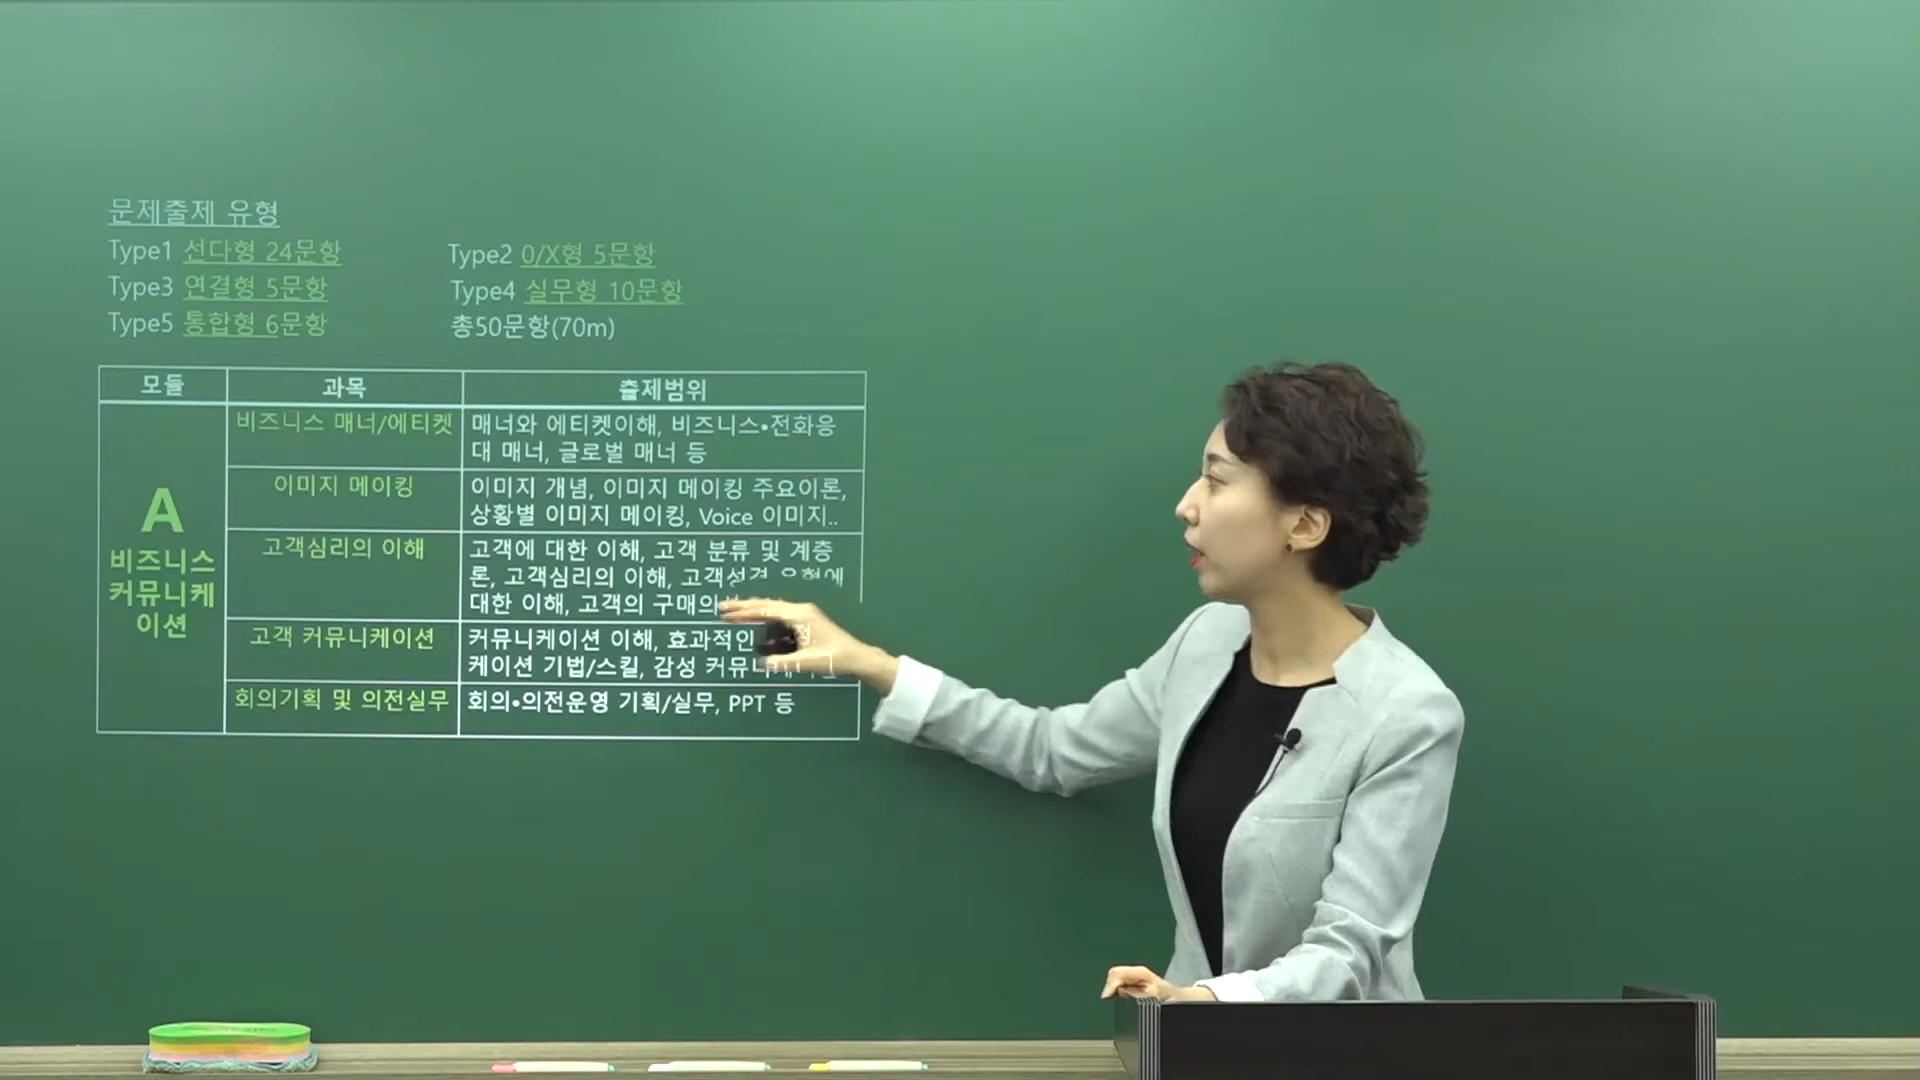 문제출제 유형
Type1 선다형 24문항
Type2 0/X형 5문항
Type3 연결형 5문항
Type4 실무형 10문항
Type5 통합형 6문항
총50문항(70m)
모듈
과목
출제범위
A
비즈니스
커뮤니케
이션
비즈니스 매너/에티켓
매너와 에티켓이해, 비즈니스•전화응
대 매너, 글로벌 매너 등
이미지 메이킹
이미지 개념, 이미지 메이킹 주요이론,
상황별 이미지 메이킹, Voice 이미지..
고객심리의 이해
고객에 대한 이해, 고객 분류 및 계층
론, 고객심리의 이해, 고객성격 유형에
대한 이해, 고객의
고객 커뮤니케이션
커뮤니케이션 이해, 효과적인
케이션 기법/스킬, 감성
회의기획 및 의전실무
회의•의전운영 기획/실무, PPT 등